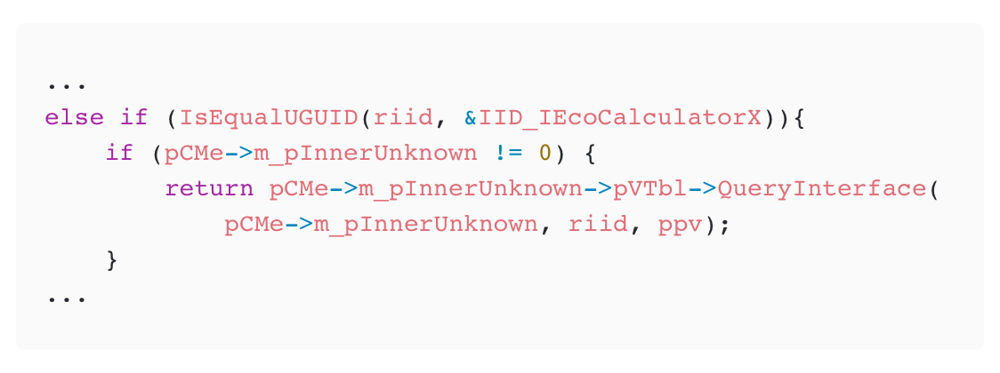 ...
else if (IsEqualUGUID(riid, &IID_IEcoCalculatorX)){
    if (pCMe->m_pInnerUnknown != 0) {
        return pCMe->m_pInnerUnknown->pVTbl->QueryInterface(
            pCMe->m_pInnerUnknown, riid, ppv);
    }
...